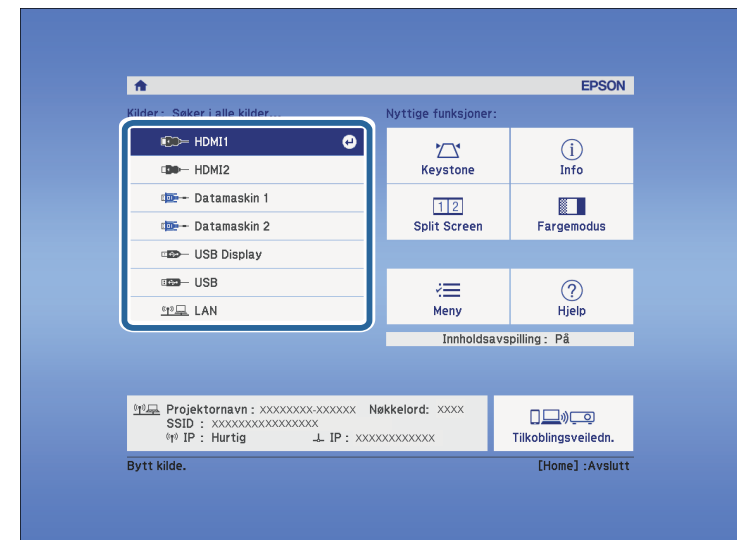 EPSON
Kilder : Søker i alle kilder...
HDMI1
HDMI2
Datamaskin 1
Datamaskin 2
USB Display
USB
LAN
Nyttige funksjoner:
Keystone
Info
1 2
Split Screen
Fargemodus
Meny
Hjelp
Innholdsavspilling : På
Projektornavn : XXXXXXXX-XXXXXX Nøkkelord: XXXX
SSID : XXXXXXXXXXXXXXXX
IP : Hurtig IP : XXXXXXXXXXXX
Tilkoblingsveiledn.
Bytt kilde.
[Home] :Avslutt